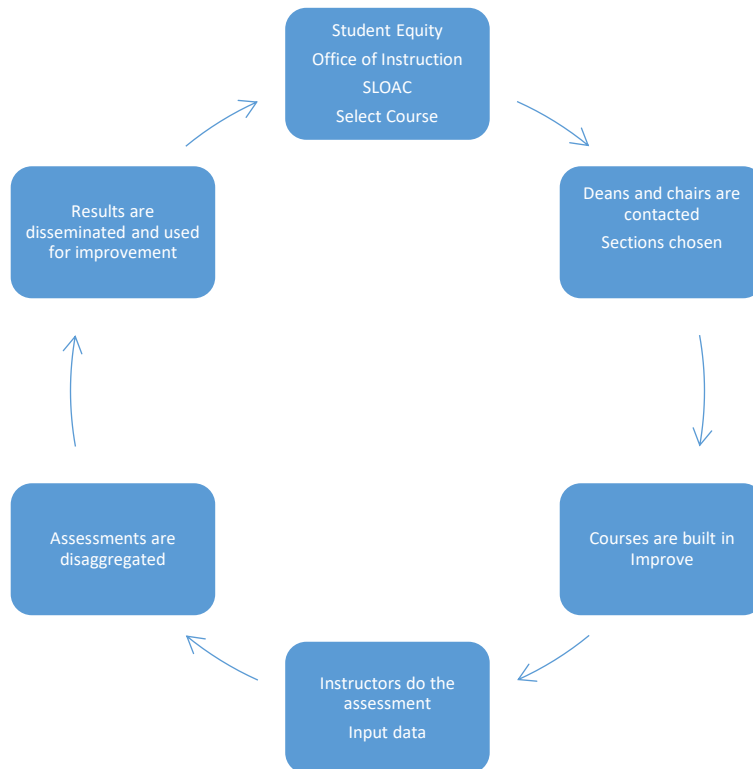 Student Equity
Office of Instruction
SLOAC
Select Course
Deans and chairs are
contacted
Sections chosen
Courses are built in
Improve
Instructors do the
assessment
Input data
Assessments are
disaggregated
Results are
disseminated and used
for improvement